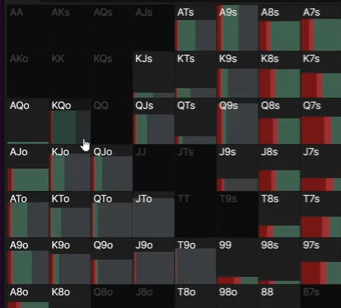 AA AKs AQs AJs ATs A9s A8s A7s
AKo KK KQs KJs KTs K9s K8s K7s
AQo KQo QQ QJs QTs Q9s Q8s Q7s
AJo KJo QJo JJ JTs J9s J8s J7s
ATo KTo QTo JTo TT T9s T8s T7s
A9o K9o Q9o J9o T9o 99 98s 97s
A8o K8o Q8o J8o T8o 98o 88 87s